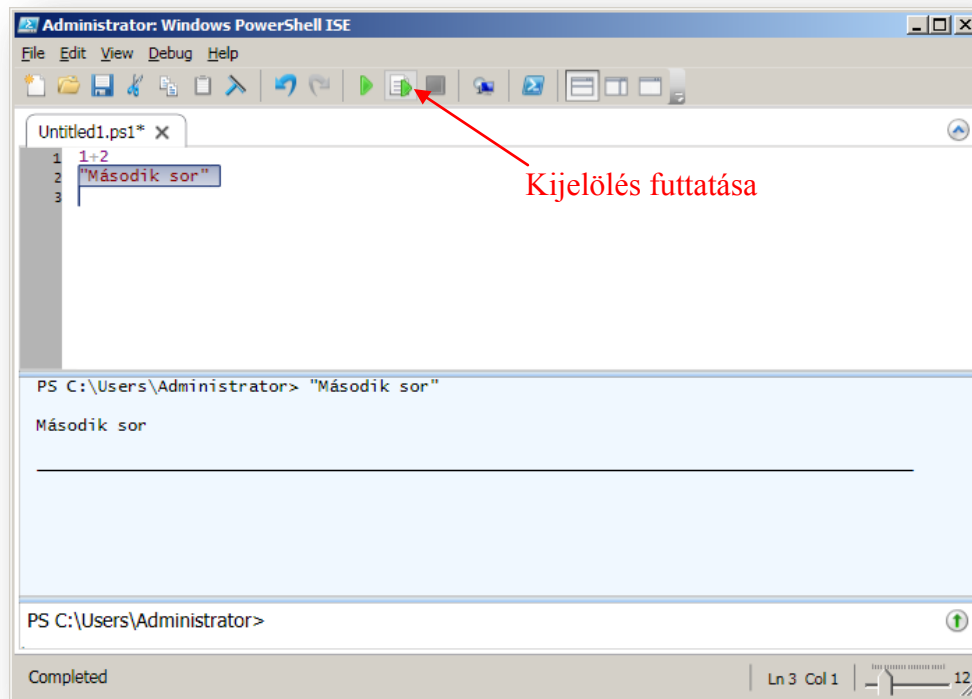 Administrator: Windows PowerShell ISE
File Edit View Debug Help
Untitled1.ps1* X
1 1+2
2 "Második sor"
3
Kijelölés futtatása
PS C:\Users\Administrator> "Második sor"
Második sor
PS C:\Users\Administrator>
Completed
Ln 3 Col 1
12